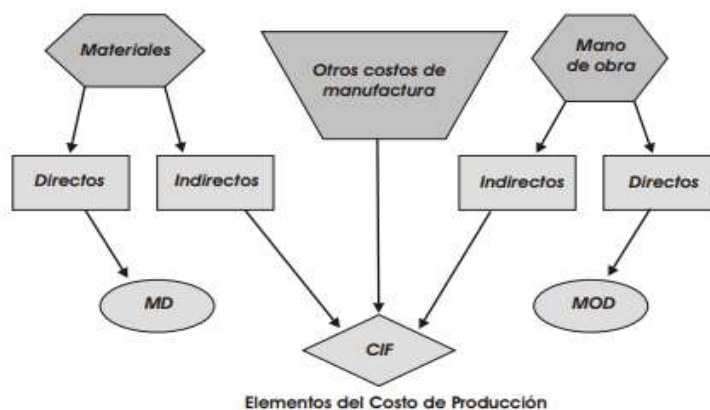 Materiales
Otros costos de
manufactura
Mano
de obra
Directos
Indirectos
Indirectos
Directos
MD
MOD
CIF
Elementos del Costo de Producción